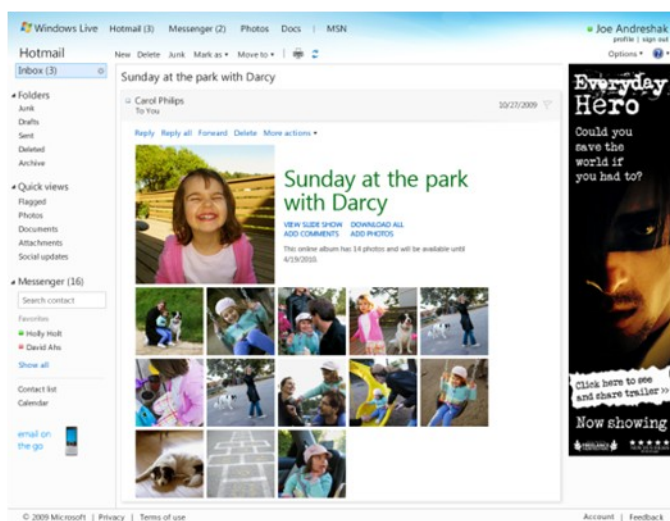 Windows Live Hotmail (3) Messenger (2) Photos Docs | MSN
Joe Andreshak
profile | sign out
Hotmail
New Delete Junk Mark as Move to
Options
Inbox (3)
Folders
Junk
Drafts
Sent
Deleted
Archive
Quick views
Flagged
Photos
Documents
Attachments
Social updates
Messenger (16)
Search contact
Favorites
Holly Holt
David Ahs
Show all
Contact list
Calendar
email on
the go
Sunday at the park with Darcy
Carol Philips
To You
10/27/2009
Reply Reply all Forward Delete More actions
Sunday at the park
with Darcy
VIEW SLIDE SHOW DOWNLOAD ALL
ADD COMMENTS ADD PHOTOS
This online album has 14 photos and will be available until
4/19/2010.
Everyday
Hero
Could you
save the
world if
you had to?
Click here to see
and share trailer >>
Now showing
© 2009 Microsoft | Privacy | Terms of use
Account | Feedback